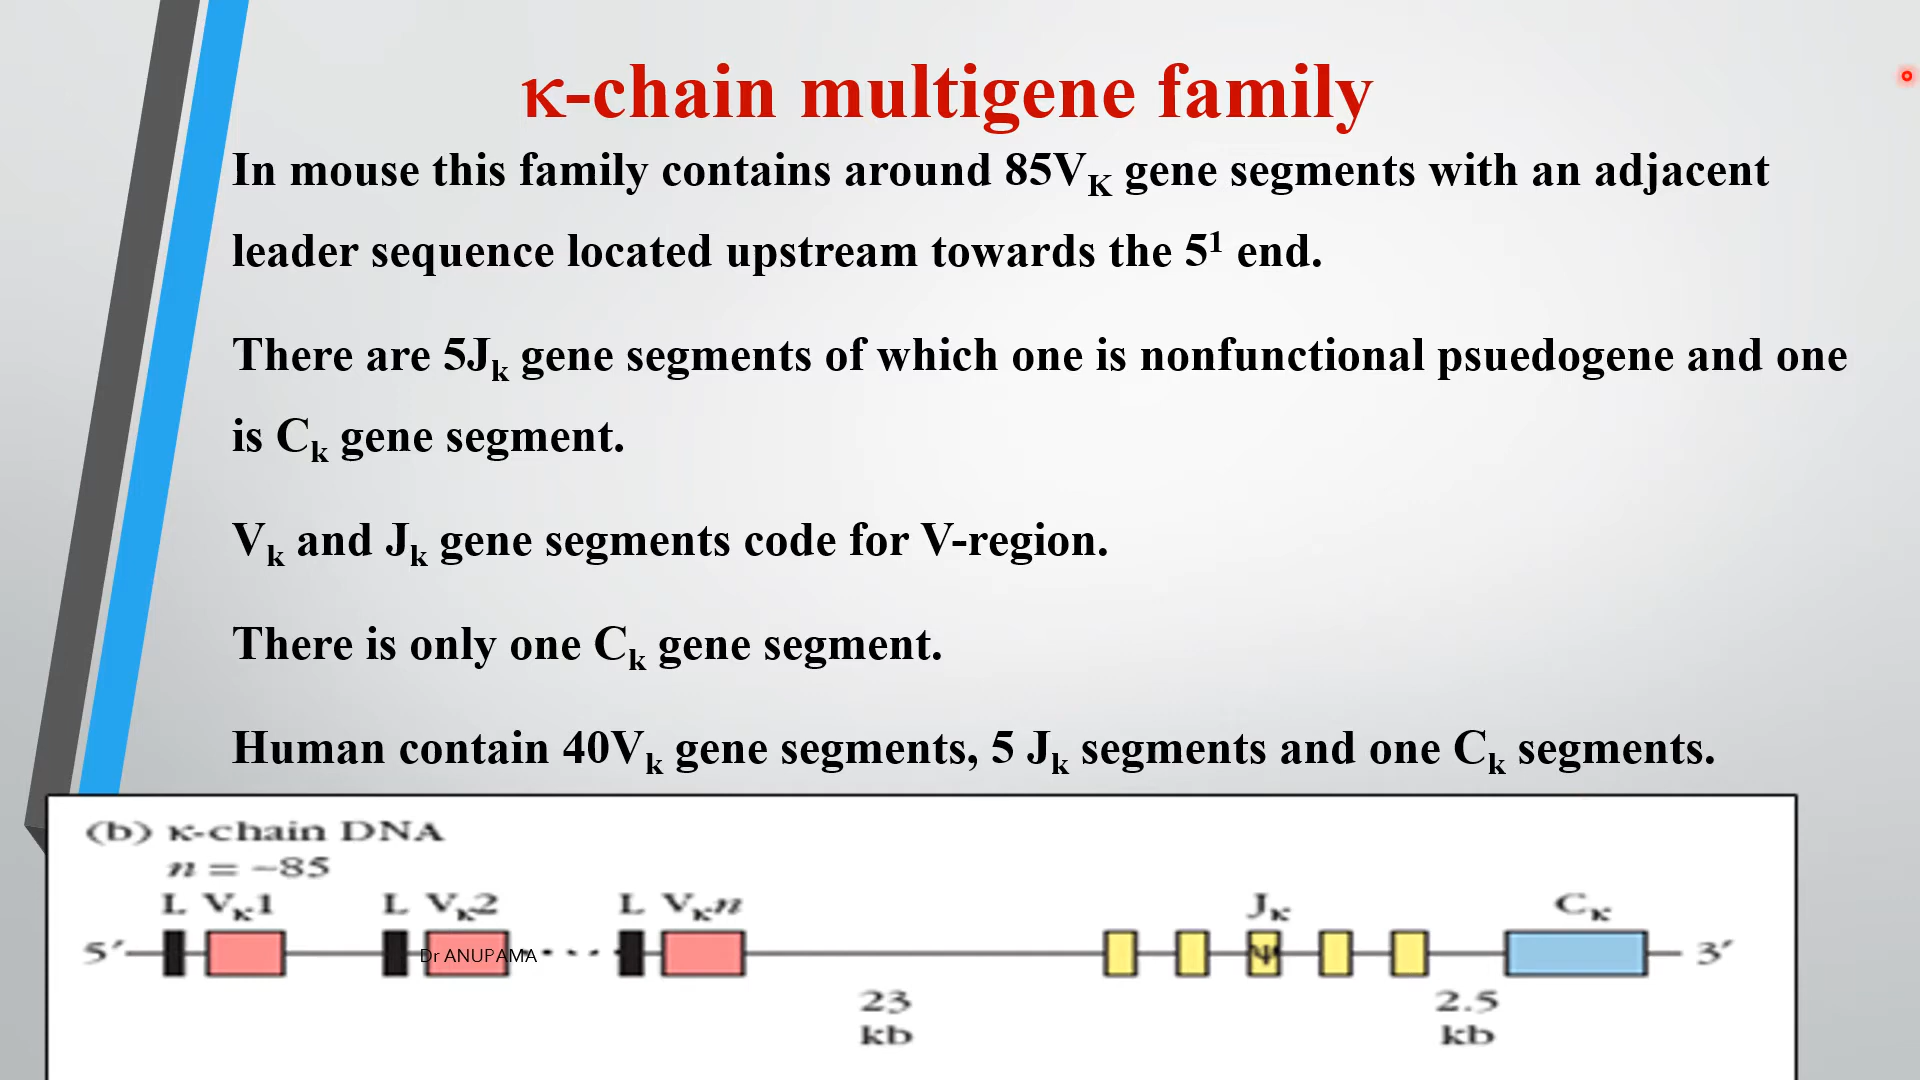 κ-chain multigene family
In mouse this family contains around 85VK gene segments with an adjacent
leader sequence located upstream towards the 5¹ end.
There are 5Jk gene segments of which one is nonfunctional psuedogene and one
is Ck gene segment.
Vk and Jk gene segments code for V-region.
There is only one Ck gene segment.
Human contain 40Vk gene segments, 5 Jk segments and one Ck segments.
(b) κ-chain DNA
n = ~85
L Vκ1 L Vκ2 L Vκn Jκ Cκ
5′ Dr ANUPAMA ψ 3′
23 2.5
kb kb